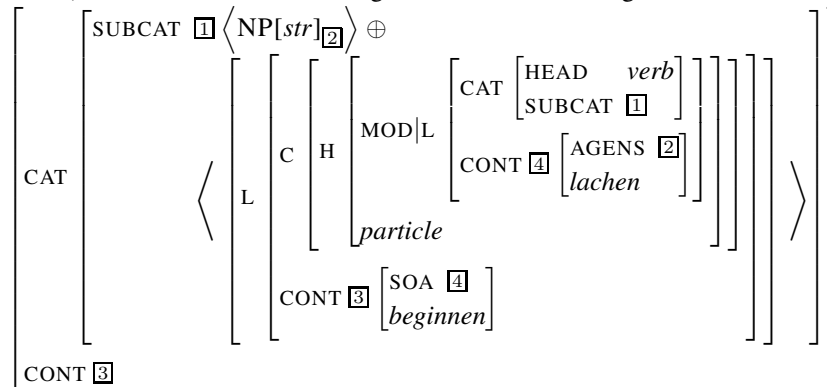 SUBCAT 1 ⟨NP[str]2⟩ ⊕
CAT [HEAD verb
MOD|L SUBCAT 1]
C H CONT 4 [AGENS 2
CAT L lachen]
particle
CONT 3 [SOA 4
beginnen]
CONT 3